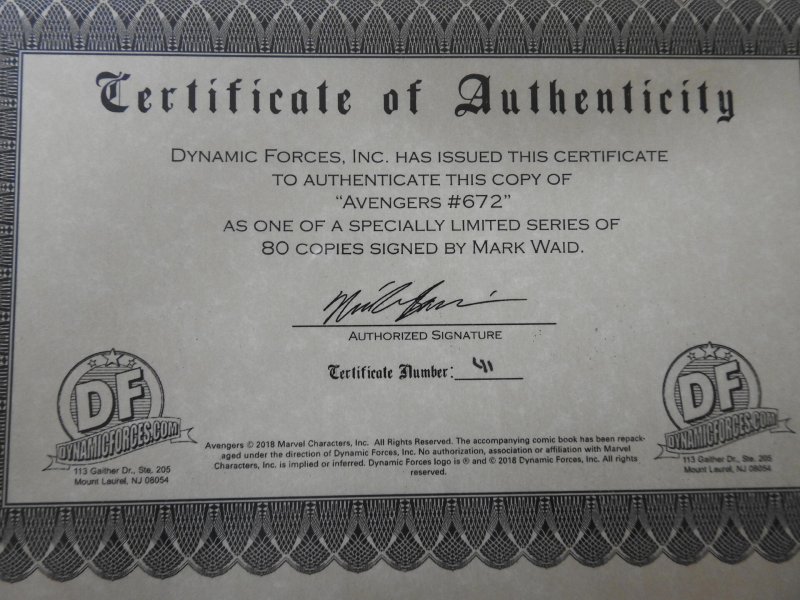 Certificate of Authenticity
DYNAMIC FORCES, INC. HAS ISSUED THIS CERTIFICATE
TO AUTHENTICATE THIS COPY OF
"AVENGERS #672"
AS ONE OF A SPECIALLY LIMITED SERIES OF
80 COPIES SIGNED BY MARK WAID.
AUTHORIZED SIGNATURE
Certificate Number: 41
DF
DYNAMICFORCES.COM
113 Gaither Dr., Ste. 205
Mount Laurel, NJ 08054
Avengers © 2018 Marvel Characters, Inc. All Rights Reserved. The accompanying comic book has been repack-
aged under the direction of Dynamic Forces, Inc. No authorization, association or affiliation with Marvel
Characters, Inc. is implied or inferred. Dynamic Forces logo is ® and © 2018 Dynamic Forces, Inc. All rights
reserved.
DF
DYNAMICFORCES.COM
113 Gaither Dr., Ste. 205
Mount Laurel, NJ 08054